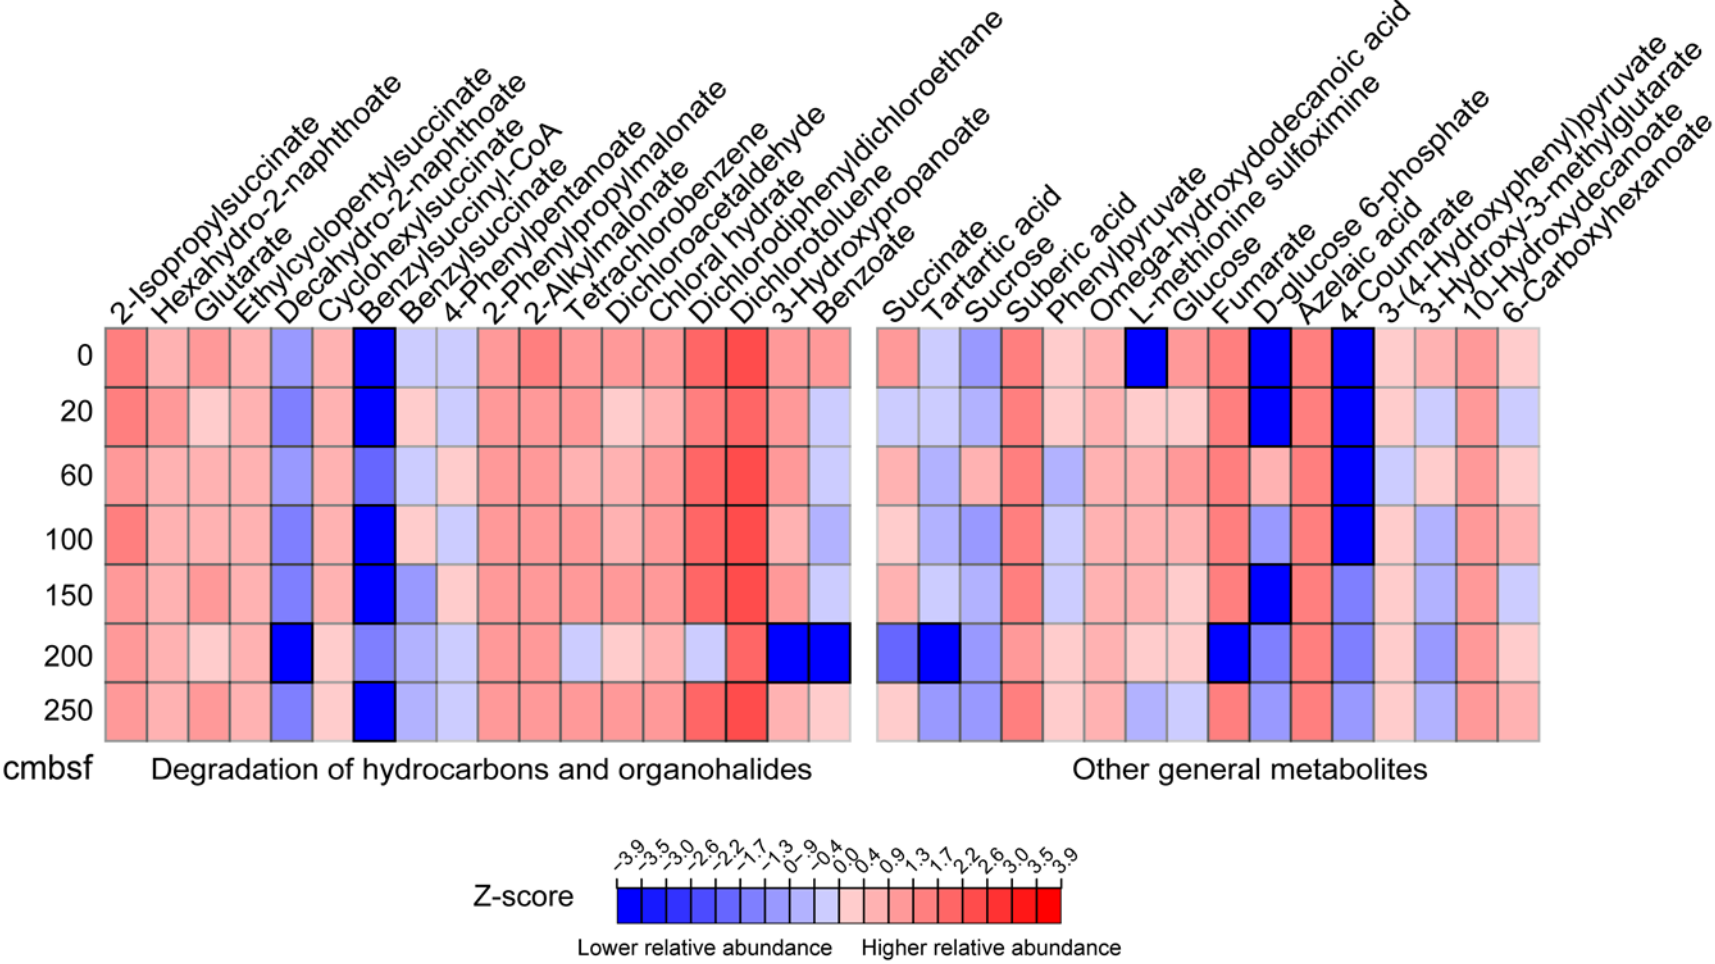 2-Isopropylsuccinate
Hexahydro-2-naphthoate
Glutarate
Ethylcyclopentylsuccinate
Decahydro-2-naphthoate
Cyclohexylsuccinate
Benzylsuccinyl-CoA
Benzylsuccinate
4-Phenylpentanoate
2-Phenylpropylmalonate
2-Alkylmalonate
Tetrachlorobenzene
Dichloroacetaldehyde
Chloral hydrate
Dichlorodiphenyldichloroethane
Dichlorotoluene
3-Hydroxypropanoate
Benzoate
Succinate
Tartartic acid
Sucrose
Suberic acid
Phenylpyruvate
Omega-hydroxydodecanoic acid
L-methionine sulfoximine
Glucose
Fumarate
D-glucose 6-phosphate
Azelaic acid
4-Coumarate
3-(4-Hydroxyphenyl)pyruvate
3-Hydroxy-3-methylglutarate
10-Hydroxydecanoate
6-Carboxyhexanoate
0
20
60
100
150
200
250
cmbsf
Degradation of hydrocarbons and organohalides
Other general metabolites
−3.9
−3.5
−3.0
−2.6
−2.2
−1.7
−1.3
0−.9
−0.4
0.0
0.4
0.9
1.3
1.7
2.2
2.6
3.0
3.5
3.9
Z-score
Lower relative abundance
Higher relative abundance